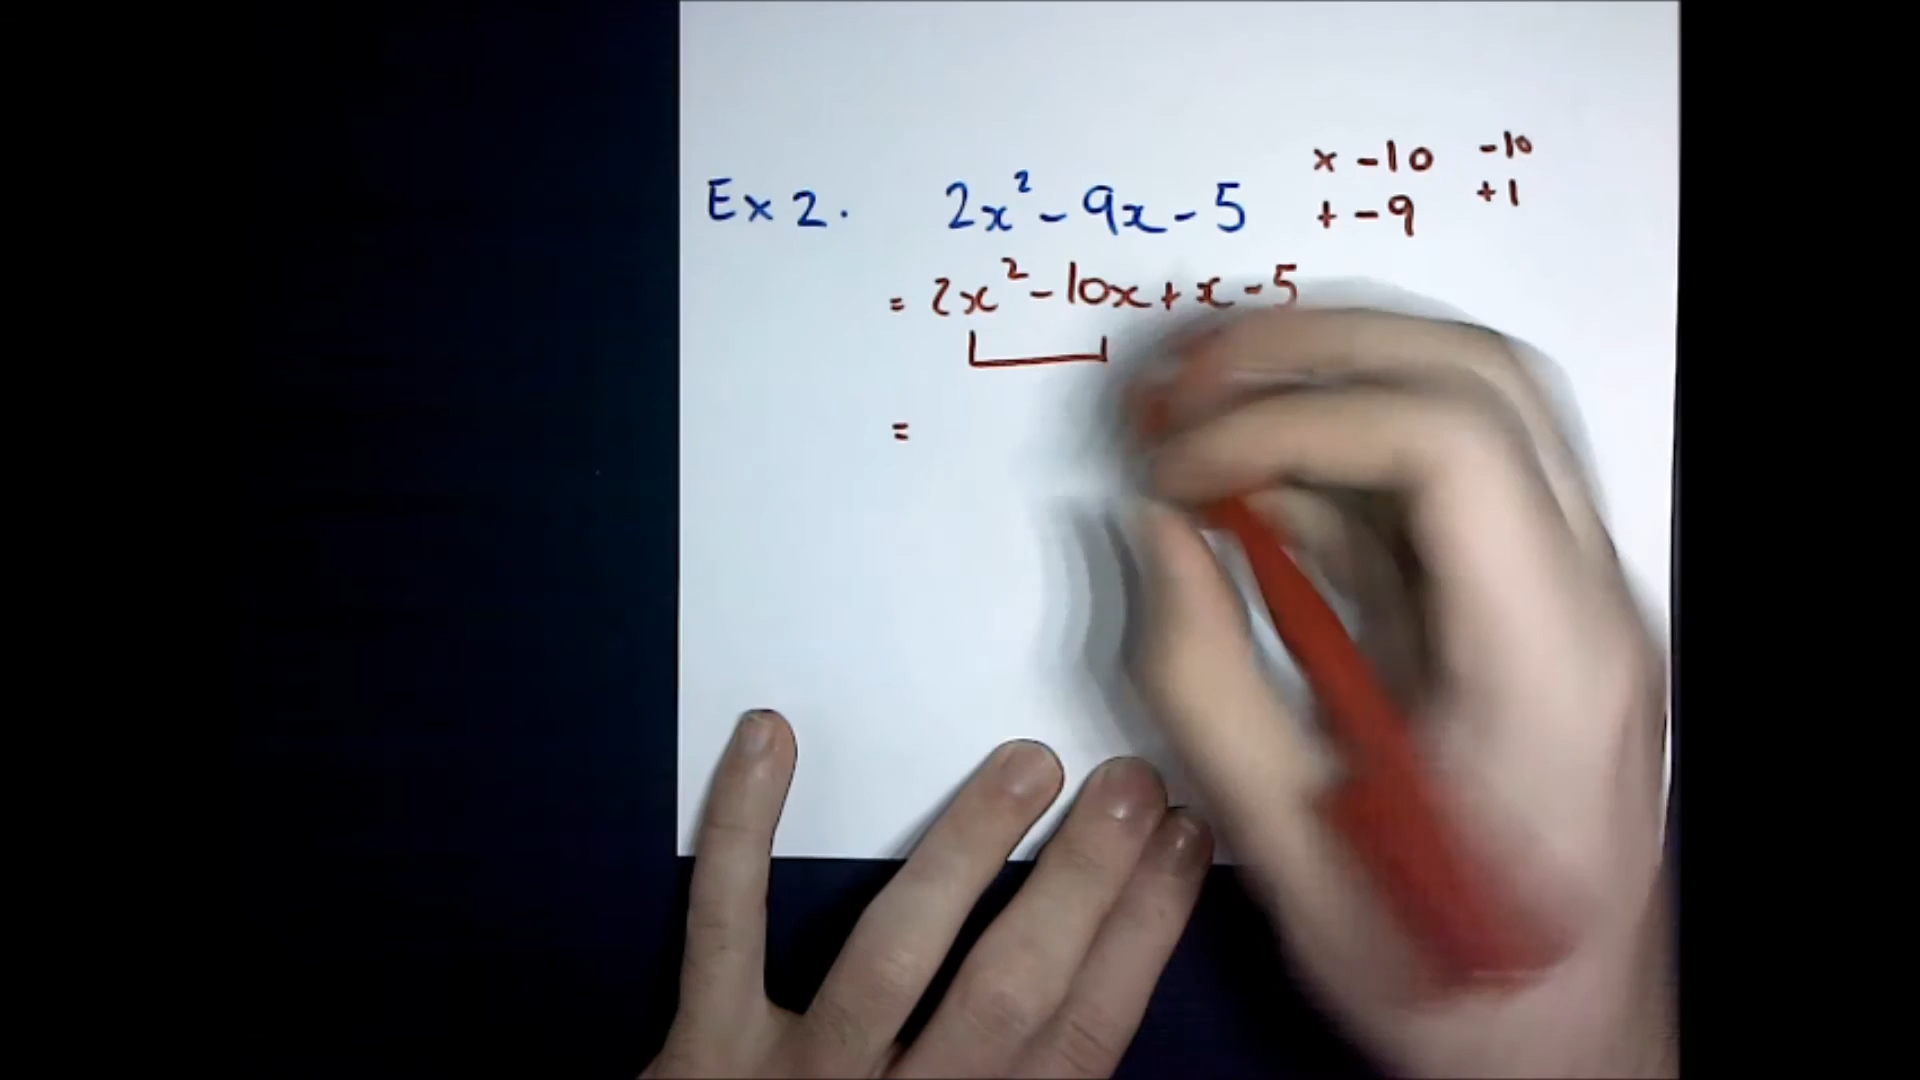 x -10 -10
Ex 2. 2x² - 9x - 5 + -9 +1
= 2x² - 10x + x - 5
=